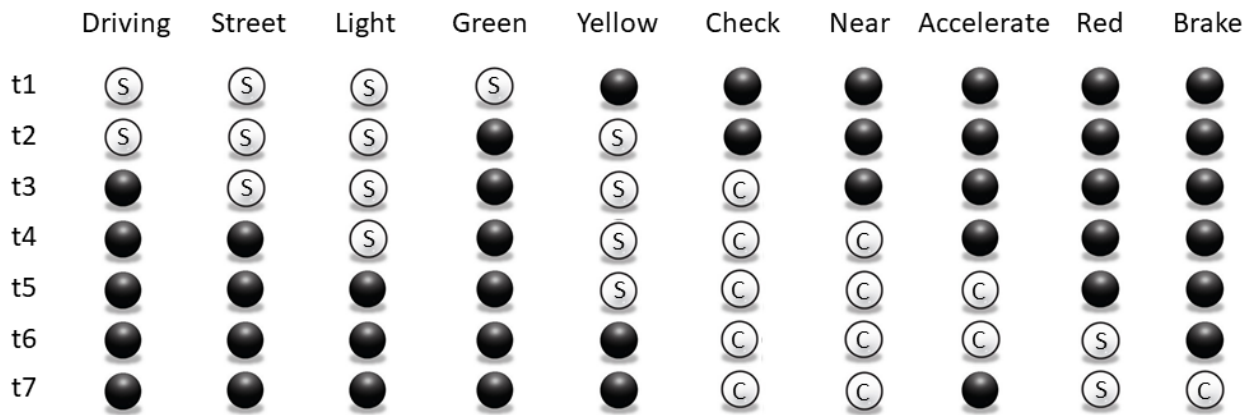 Driving Street Light Green Yellow Check Near Accelerate Red Brake
t1 S S S S
t2 S S S S
t3 S S S C
t4 S S C C
t5 S C C C
t6 C C C S
t7 C C S C